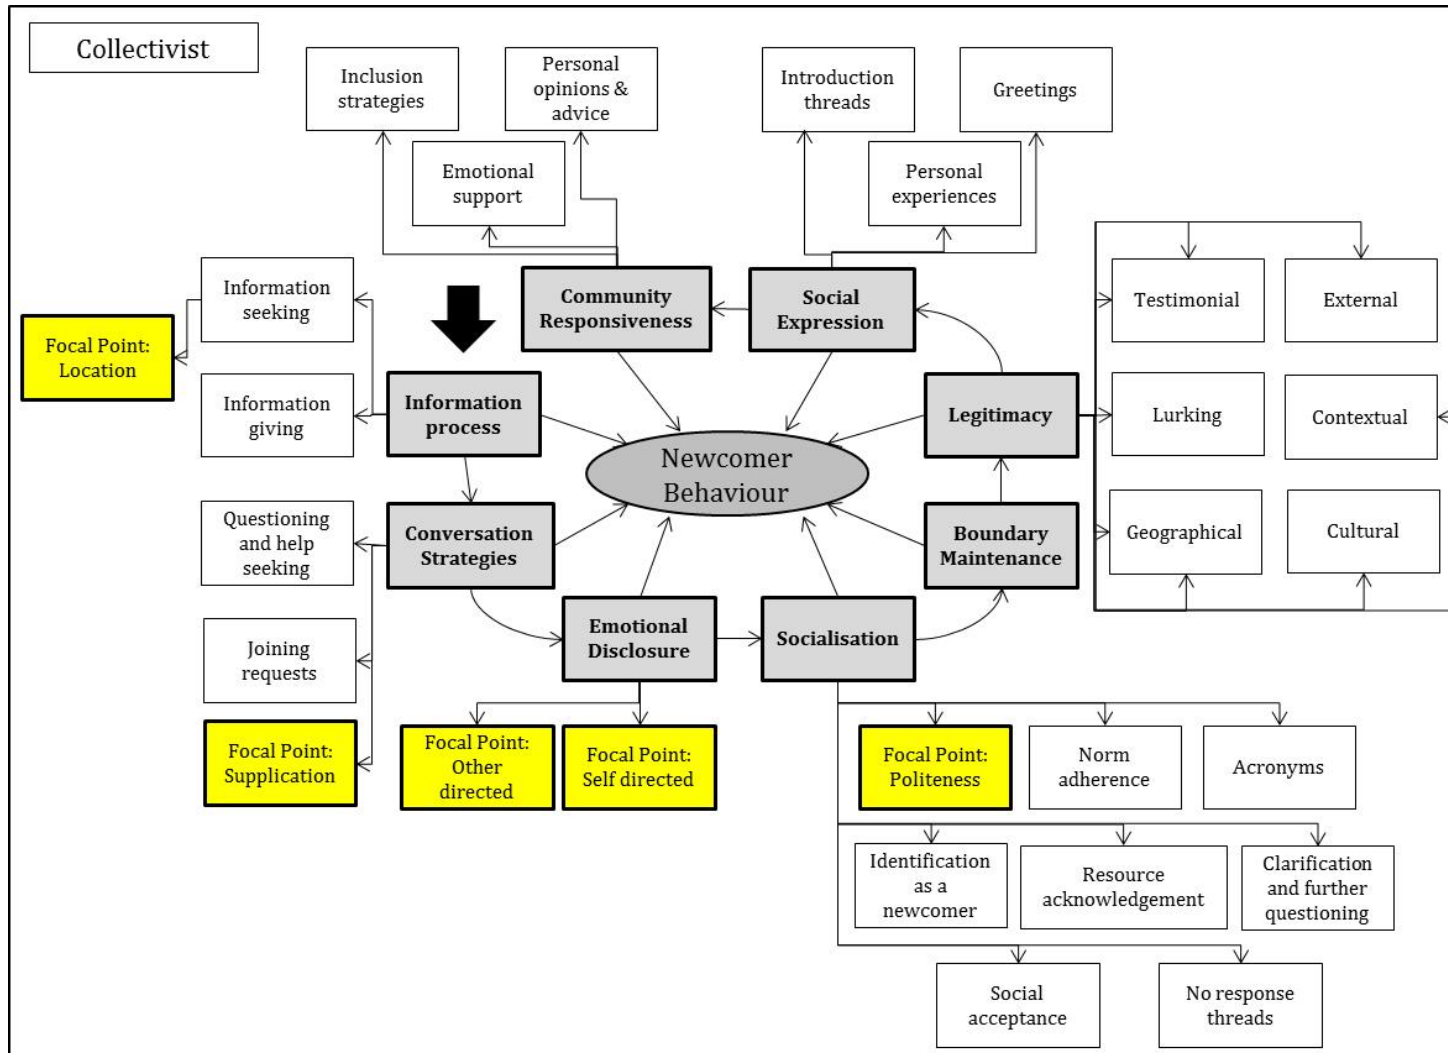 Collectivist
Inclusion
strategies
Personal
opinions &
advice
Introduction
threads
Greetings
Emotional
support
Personal
experiences
Information
seeking
Community
Responsiveness
Social
Expression
Testimonial
External
Focal Point:
Location
Information
giving
Information
process
Legitimacy
Lurking
Contextual
Newcomer
Behaviour
Questioning
and help
seeking
Conversation
Strategies
Boundary
Maintenance
Geographical
Cultural
Joining
requests
Emotional
Disclosure
Socialisation
Focal Point:
Supplication
Focal Point:
Other
directed
Focal Point:
Self directed
Focal Point:
Politeness
Norm
adherence
Acronyms
Identification
as a
newcomer
Resource
acknowledgement
Clarification
and further
questioning
Social
acceptance
No response
threads